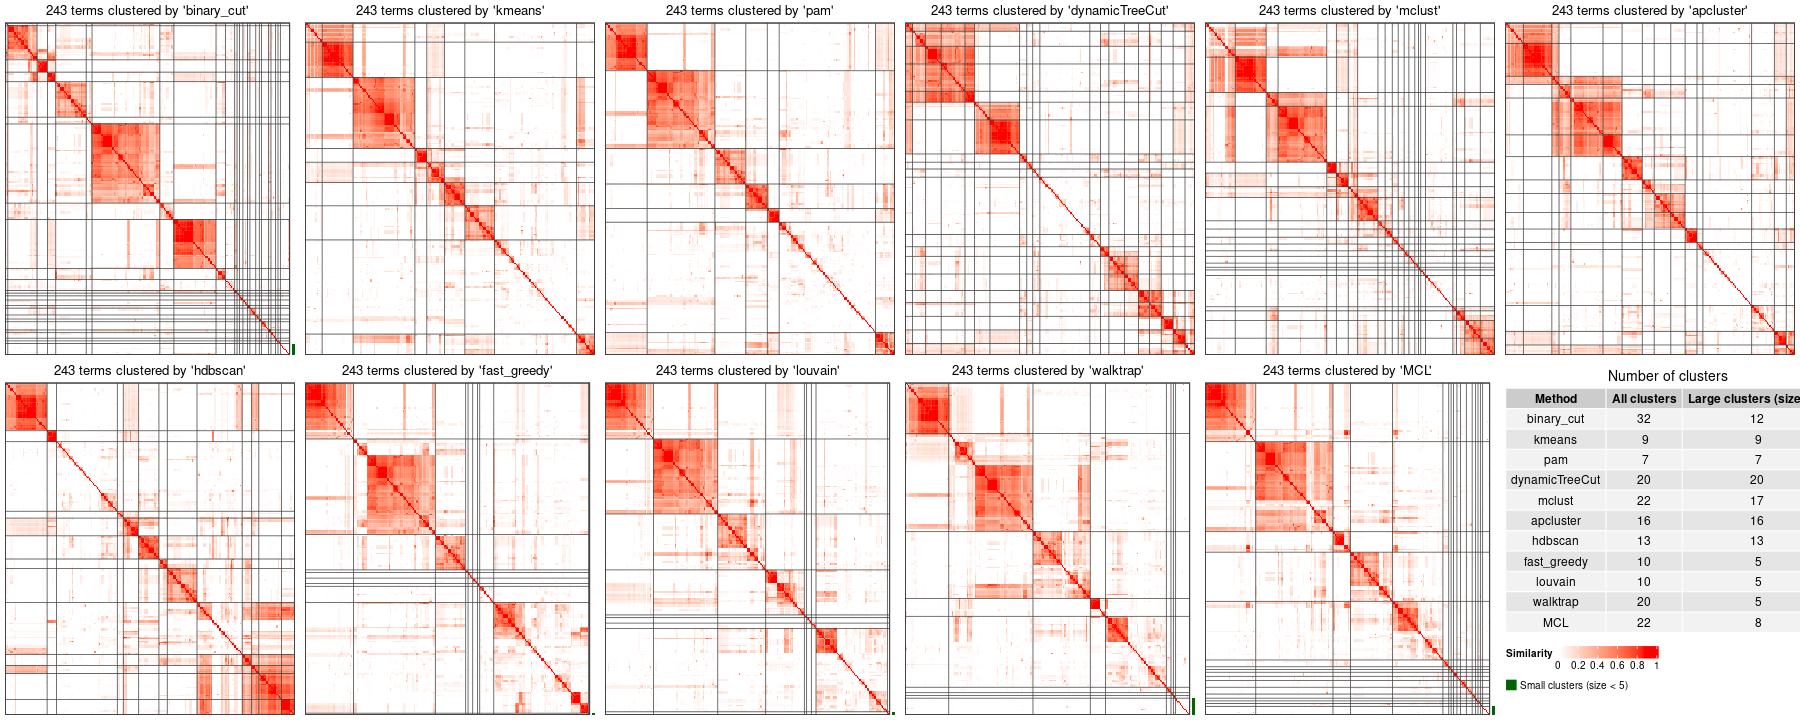 243 terms clustered by 'binary_cut'
243 terms clustered by 'kmeans'
243 terms clustered by 'pam'
243 terms clustered by 'dynamicTreeCut'
243 terms clustered by 'mclust'
243 terms clustered by 'apcluster'
243 terms clustered by 'hdbscan'
243 terms clustered by 'fast_greedy'
243 terms clustered by 'louvain'
243 terms clustered by 'walktrap'
243 terms clustered by 'MCL'
Number of clusters
Method All clusters Large clusters (size
binary_cut 32 12
kmeans 9 9
pam 7 7
dynamicTreeCut 20 20
mclust 22 17
apcluster 16 16
hdbscan 13 13
fast_greedy 10 5
louvain 10 5
walktrap 20 5
MCL 22 8
Similarity
0 0.2 0.4 0.6 0.8 1
Small clusters (size < 5)